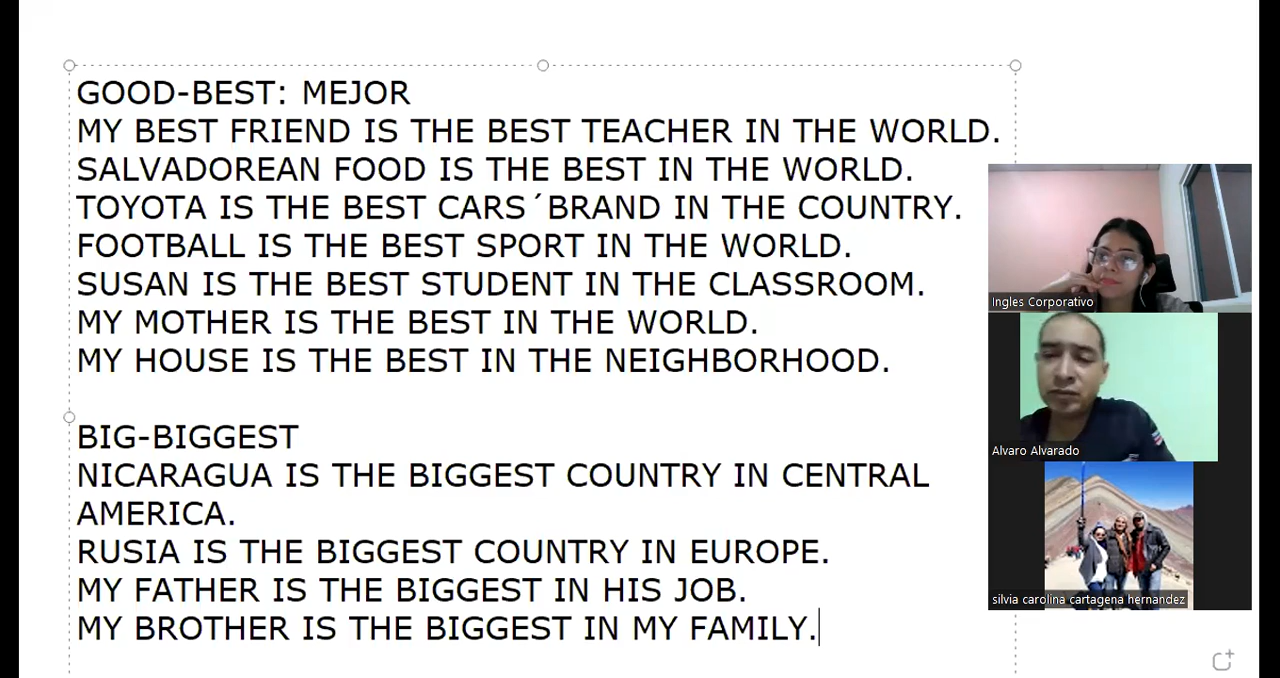 GOOD-BEST: MEJOR
MY BEST FRIEND IS THE BEST TEACHER IN THE WORLD.
SALVADOREAN FOOD IS THE BEST IN THE WORLD.
TOYOTA IS THE BEST CARS´BRAND IN THE COUNTRY.
FOOTBALL IS THE BEST SPORT IN THE WORLD.
SUSAN IS THE BEST STUDENT IN THE CLASSROOM.
MY MOTHER IS THE BEST IN THE WORLD.
MY HOUSE IS THE BEST IN THE NEIGHBORHOOD.
BIG-BIGGEST
NICARAGUA IS THE BIGGEST COUNTRY IN CENTRAL
AMERICA.
RUSIA IS THE BIGGEST COUNTRY IN EUROPE.
MY FATHER IS THE BIGGEST IN HIS JOB.
MY BROTHER IS THE BIGGEST IN MY FAMILY.
Ingles Corporativo
Alvaro Alvarado
silvia carolina cartagena hernandez